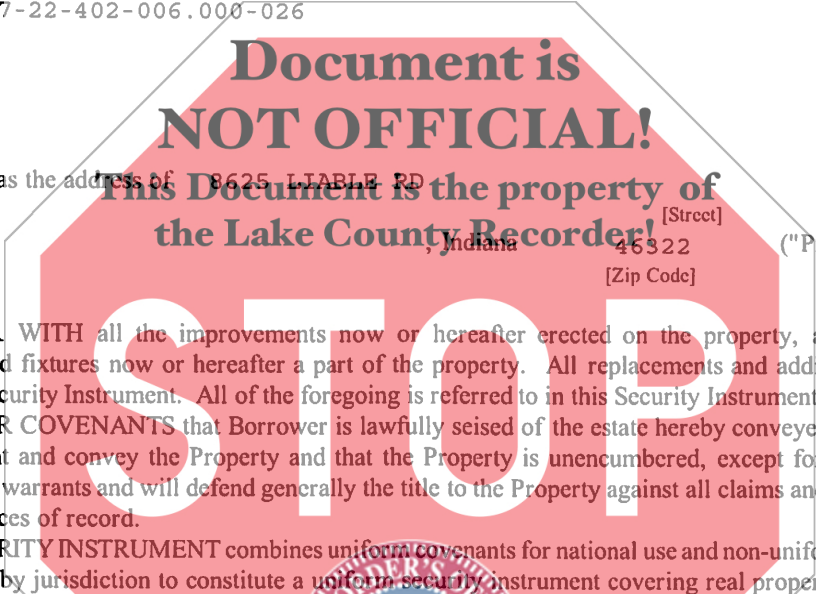 7-22-402-006.000-026
Document is
NOT OFFICIAL!
as the address of 8625 LIABLE RD
This Document is the property of
[Street]
the Lake County Recorder!
, Indiana 46322 ("P
[Zip Code]
STOP
WITH all the improvements now or hereafter erected on the property, a
d fixtures now or hereafter a part of the property. All replacements and addi
curity Instrument. All of the foregoing is referred to in this Security Instrument
R COVENANTS that Borrower is lawfully seised of the estate hereby conveye
t and convey the Property and that the Property is unencumbered, except fo
warrants and will defend generally the title to the Property against all claims an
ces of record.
RITY INSTRUMENT combines uniform covenants for national use and non-unifo
by jurisdiction to constitute a uniform security instrument covering real proper